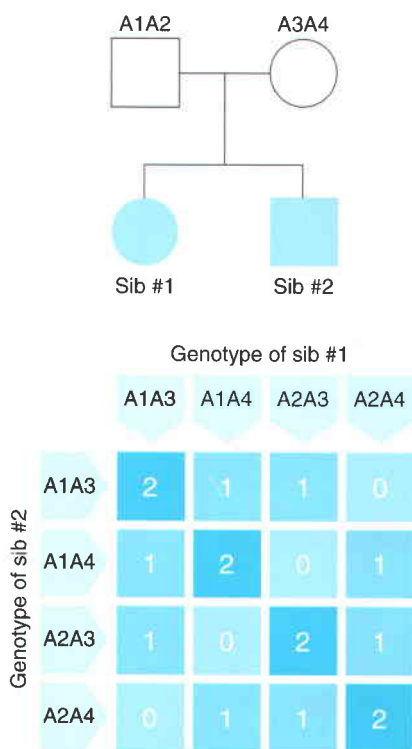 A1A2 A3A4
Sib #1 Sib #2
Genotype of sib #1
A1A3 A1A4 A2A3 A2A4
Genotype of sib #2
A1A3 2 1 1 0
A1A4 1 2 0 1
A2A3 1 0 2 1
A2A4 0 1 1 2